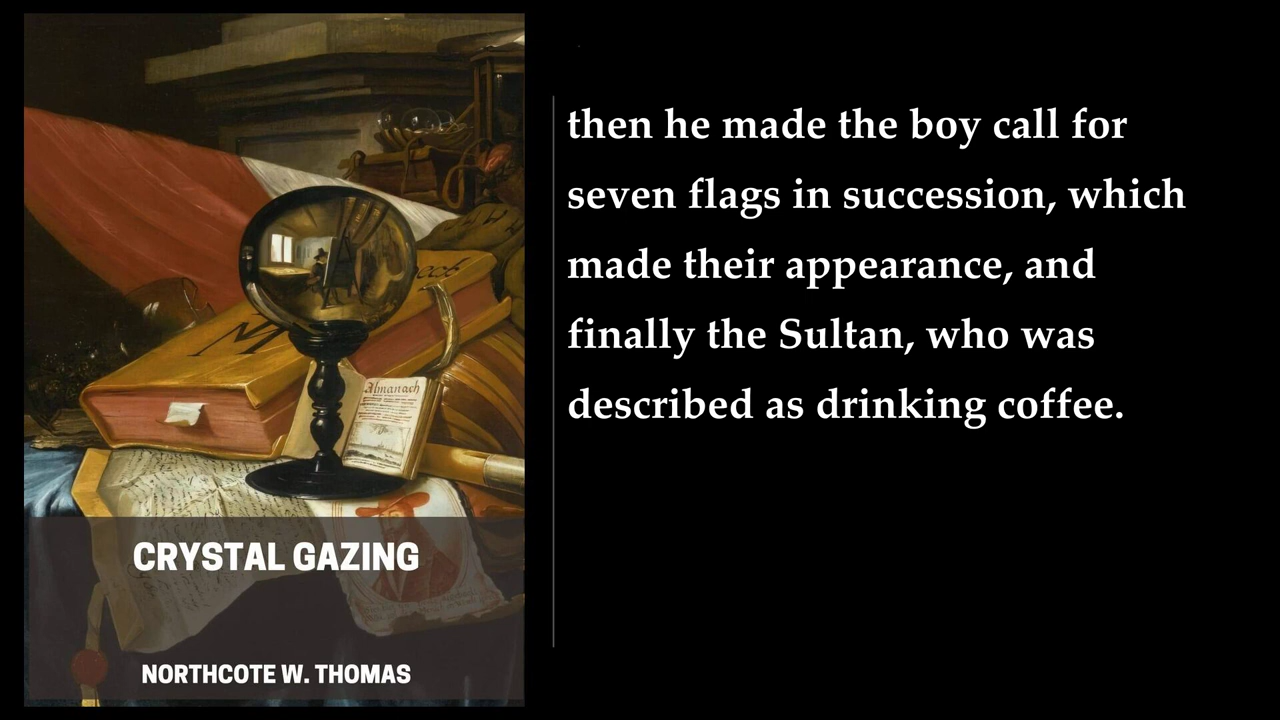 Almanach
M
CRYSTAL GAZING
NORTHCOTE W. THOMAS
then he made the boy call for
seven flags in succession, which
made their appearance, and
finally the Sultan, who was
described as drinking coffee.